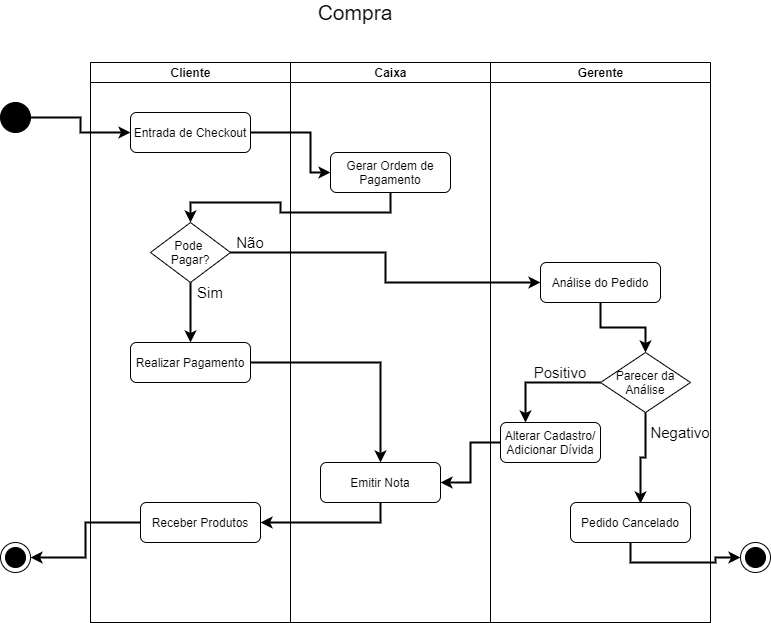 Compra
Cliente
Caixa
Gerente
Entrada de Checkout
Gerar Ordem de
Pagamento
Pode
Pagar?
Não
Sim
Análise do Pedido
Realizar Pagamento
Positivo
Parecer da
Análise
Alterar Cadastro/
Adicionar Dívida
Negativo
Emitir Nota
Receber Produtos
Pedido Cancelado